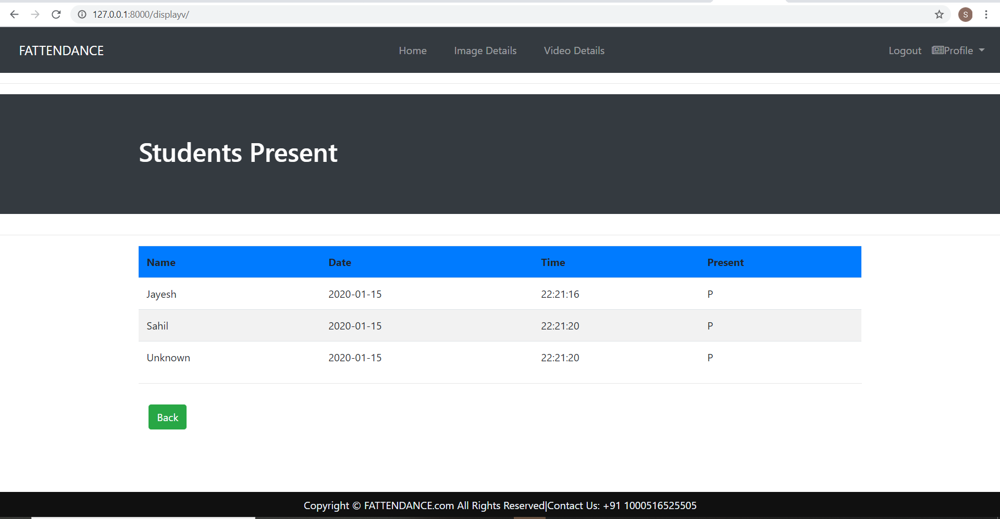 127.0.0.1:8000/displayv/
S
FATTENDANCE Home Image Details Video Details Logout Profile
Students Present
Name Date Time Present
Jayesh 2020-01-15 22:21:16 P
Sahil 2020-01-15 22:21:20 P
Unknown 2020-01-15 22:21:20 P
Back
Copyright © FATTENDANCE.com All Rights Reserved|Contact Us: +91 1000516525505